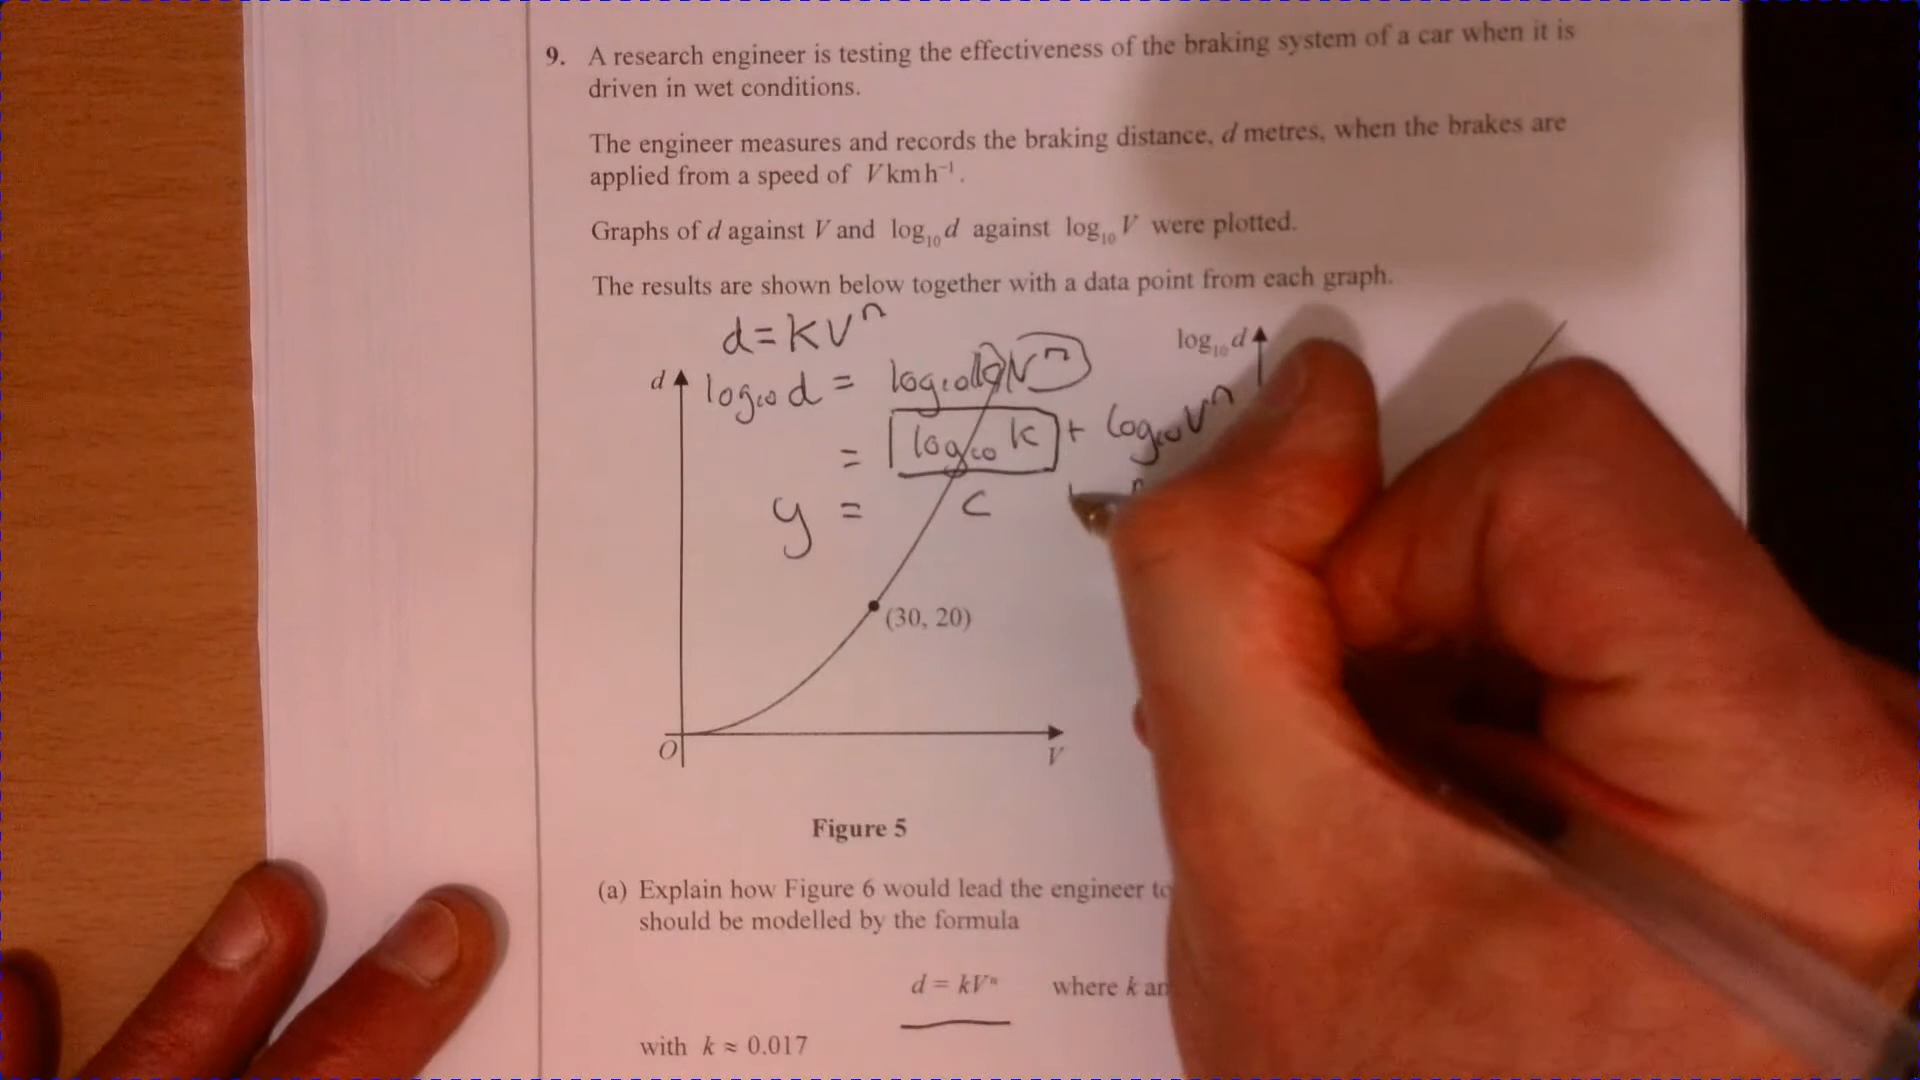 9. A research engineer is testing the effectiveness of the braking system of a car when it is
driven in wet conditions.
The engineer measures and records the braking distance, d metres, when the brakes are
applied from a speed of V km h⁻¹.
Graphs of d against V and log₁₀ d against log₁₀ V were plotted.
The results are shown below together with a data point from each graph.
d = kVⁿ
d
log₁₀ d = log₁₀ kVⁿ
log₁₀ d
= log₁₀ k + log₁₀ Vⁿ
y = c
(30, 20)
O
V
Figure 5
(a) Explain how Figure 6 would lead the engineer to
should be modelled by the formula
d = kVⁿ where k an
with k ≈ 0.017